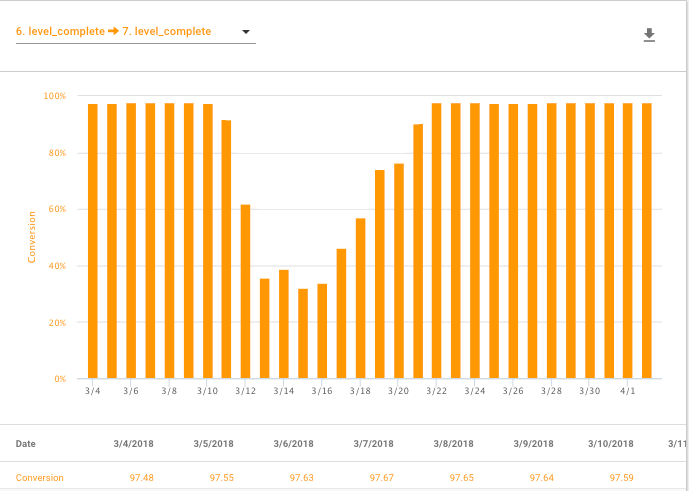 6. level_complete ➔ 7. level_complete
100%
80%
60%
40%
20%
0%
Conversion
3/4 3/6 3/8 3/10 3/12 3/14 3/16 3/18 3/20 3/22 3/24 3/26 3/28 3/30 4/1
Date 3/4/2018 3/5/2018 3/6/2018 3/7/2018 3/8/2018 3/9/2018 3/10/2018 3/11
Conversion 97.48 97.55 97.63 97.67 97.65 97.64 97.59